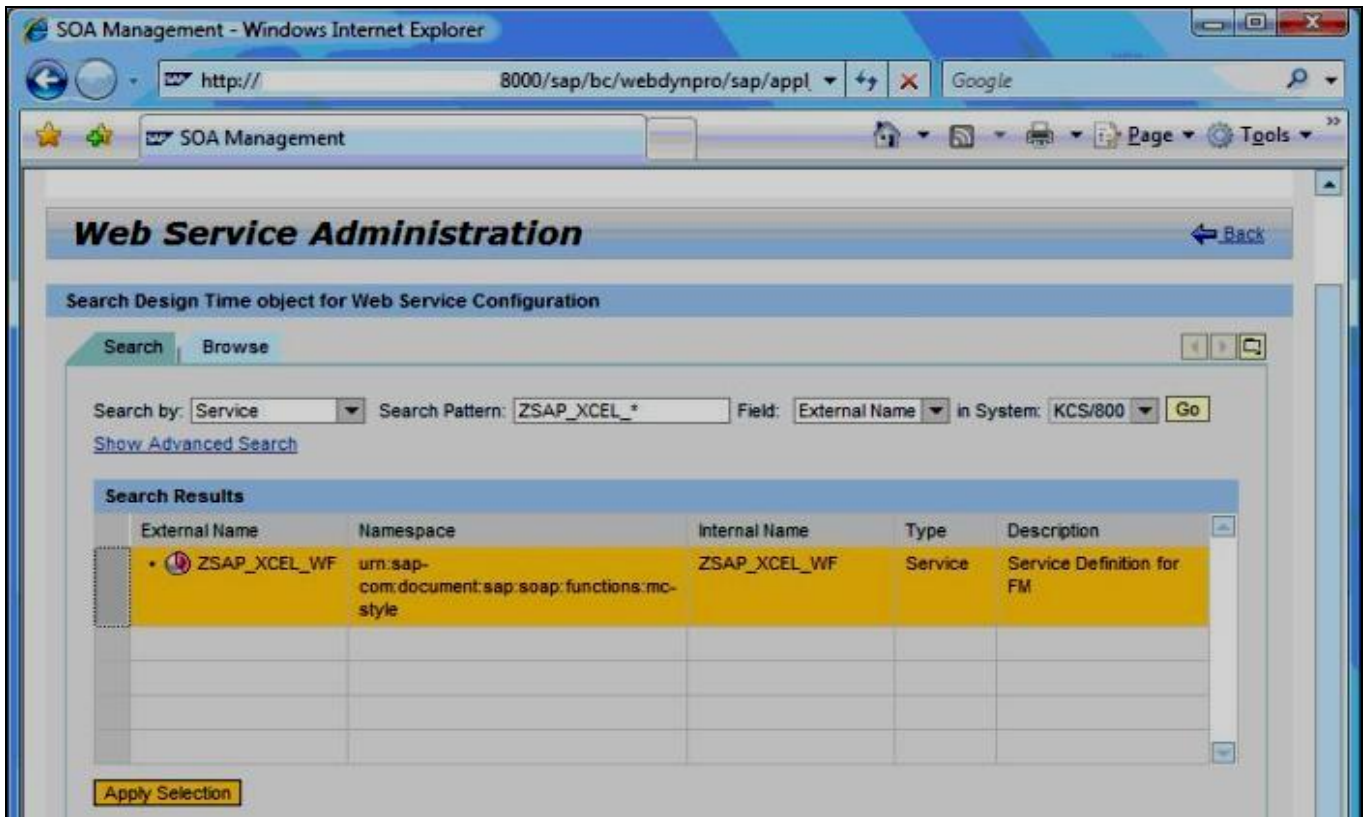 SOA Management - Windows Internet Explorer
http:// 8000/sap/bc/webdynpro/sap/appl Google
SOA Management Page Tools
Web Service Administration Back
Search Design Time object for Web Service Configuration
Search Browse
Search by: Service Search Pattern: ZSAP_XCEL_* Field: External Name in System: KCS/800 Go
Show Advanced Search
Search Results
External Name Namespace Internal Name Type Description
ZSAP_XCEL_WF urn:sap- ZSAP_XCEL_WF Service Service Definition for
com:document:sap:soap:functions:mc- FM
style
Apply Selection